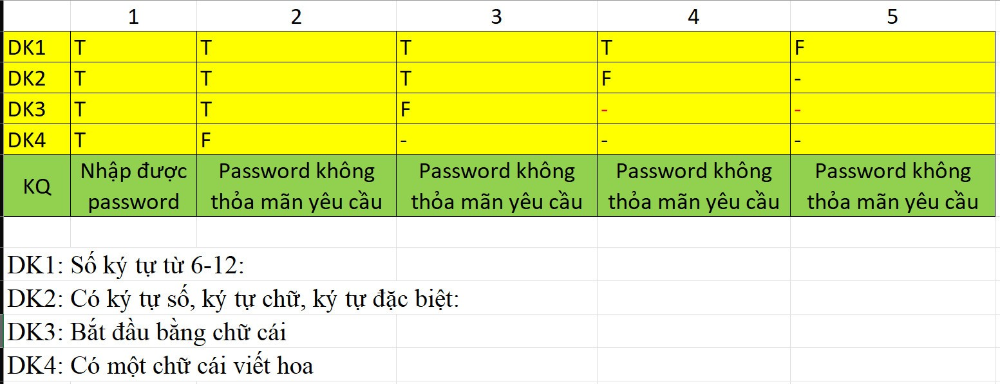 1 2 3 4 5
DK1 T T T T F
DK2 T T T F -
DK3 T T F - -
DK4 T F - - -
KQ Nhập được password Password không thỏa mãn yêu cầu Password không thỏa mãn yêu cầu Password không thỏa mãn yêu cầu Password không thỏa mãn yêu cầu
DK1: Số ký tự từ 6-12:
DK2: Có ký tự số, ký tự chữ, ký tự đặc biệt:
DK3: Bắt đầu bằng chữ cái
DK4: Có một chữ cái viết hoa